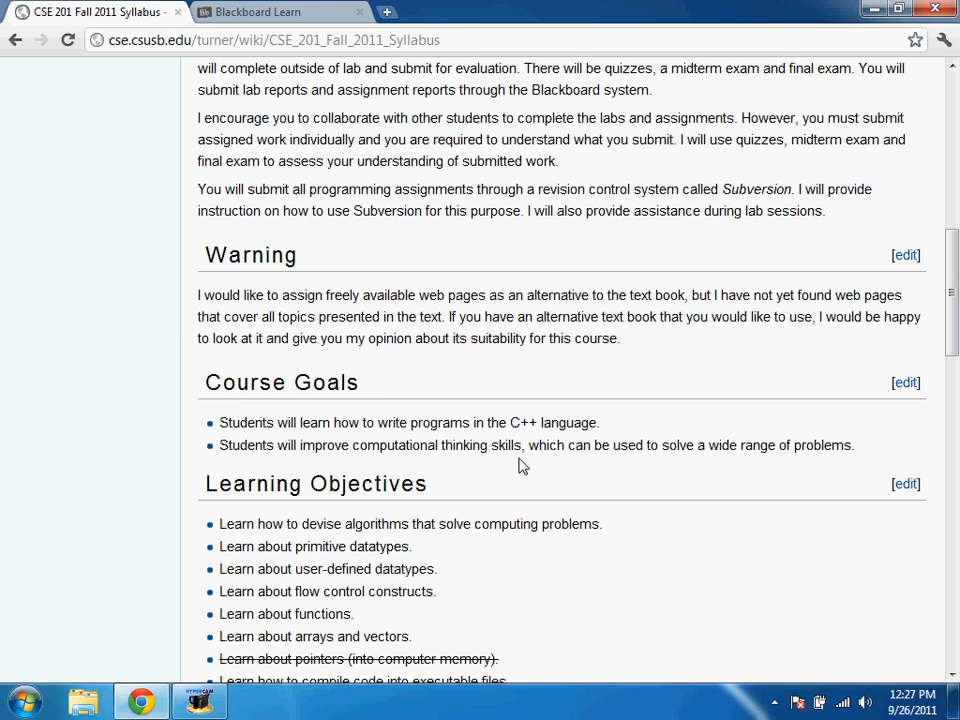 CSE 201 Fall 2011 Syllabus -
Blackboard Learn
cse.csusb.edu/turner/wiki/CSE_201_Fall_2011_Syllabus
will complete outside of lab and submit for evaluation. There will be quizzes, a midterm exam and final exam. You will
submit lab reports and assignment reports through the Blackboard system.
I encourage you to collaborate with other students to complete the labs and assignments. However, you must submit
assigned work individually and you are required to understand what you submit. I will use quizzes, midterm exam and
final exam to assess your understanding of submitted work.
You will submit all programming assignments through a revision control system called Subversion. I will provide
instruction on how to use Subversion for this purpose. I will also provide assistance during lab sessions.
Warning [edit]
I would like to assign freely available web pages as an alternative to the text book, but I have not yet found web pages
that cover all topics presented in the text. If you have an alternative text book that you would like to use, I would be happy
to look at it and give you my opinion about its suitability for this course.
Course Goals [edit]
Students will learn how to write programs in the C++ language.
Students will improve computational thinking skills, which can be used to solve a wide range of problems.
Learning Objectives [edit]
Learn how to devise algorithms that solve computing problems.
Learn about primitive datatypes.
Learn about user-defined datatypes.
Learn about flow control constructs.
Learn about functions.
Learn about arrays and vectors.
Learn about pointers (into computer memory).
Learn how to compile code into executable files
HYPERCAM
12:27 PM
9/26/2011